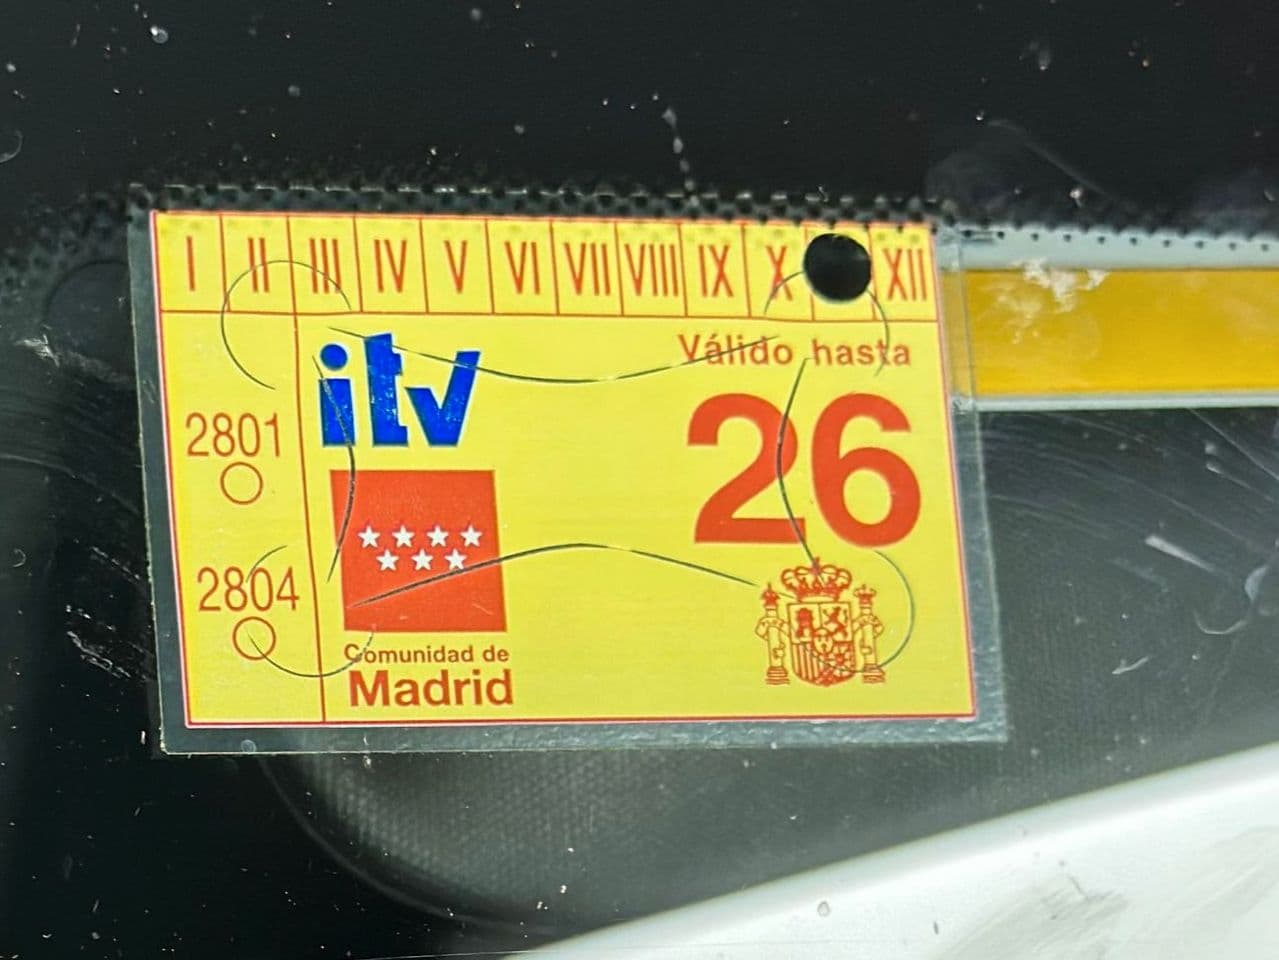 I II III IV V VI VII VIII IX X XII
itv
Válido hasta
26
2801
2804
Comunidad de
Madrid